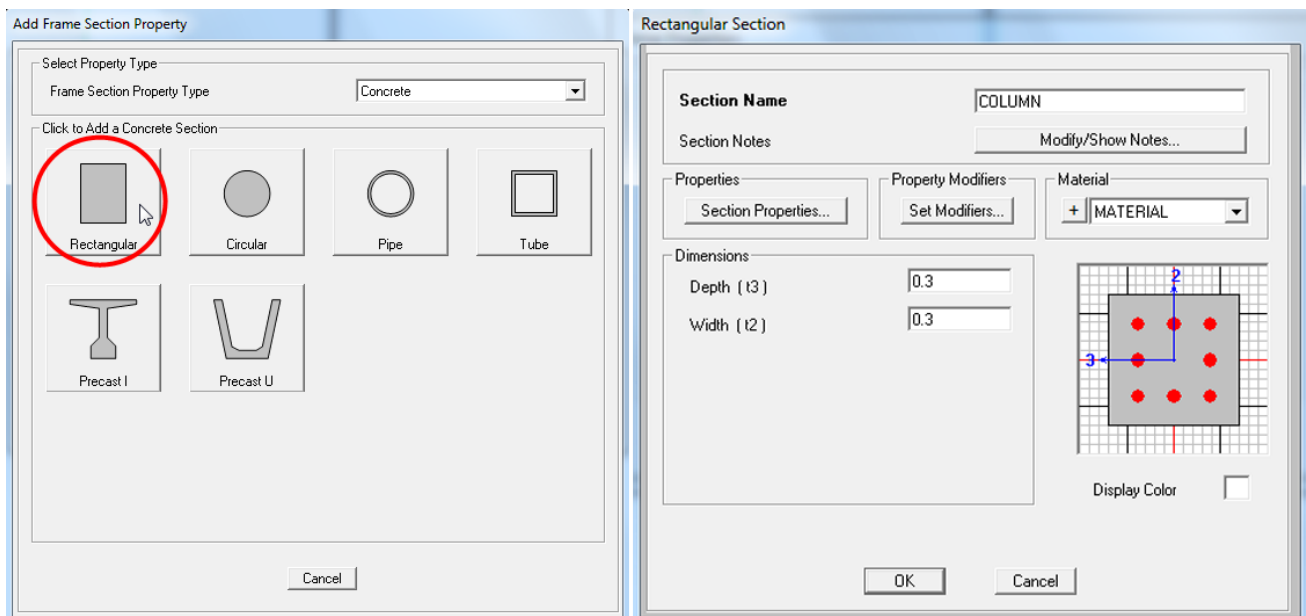 Add Frame Section Property
Select Property Type
Frame Section Property Type
Concrete
Click to Add a Concrete Section
Rectangular
Circular
Pipe
Tube
Precast I
Precast U
Cancel
Rectangular Section
Section Name
COLUMN
Section Notes
Modify/Show Notes...
Properties
Section Properties...
Property Modifiers
Set Modifiers...
Material
+
MATERIAL
Dimensions
Depth ( t3 )
0.3
Width ( t2 )
0.3
2
3
Display Color
OK
Cancel